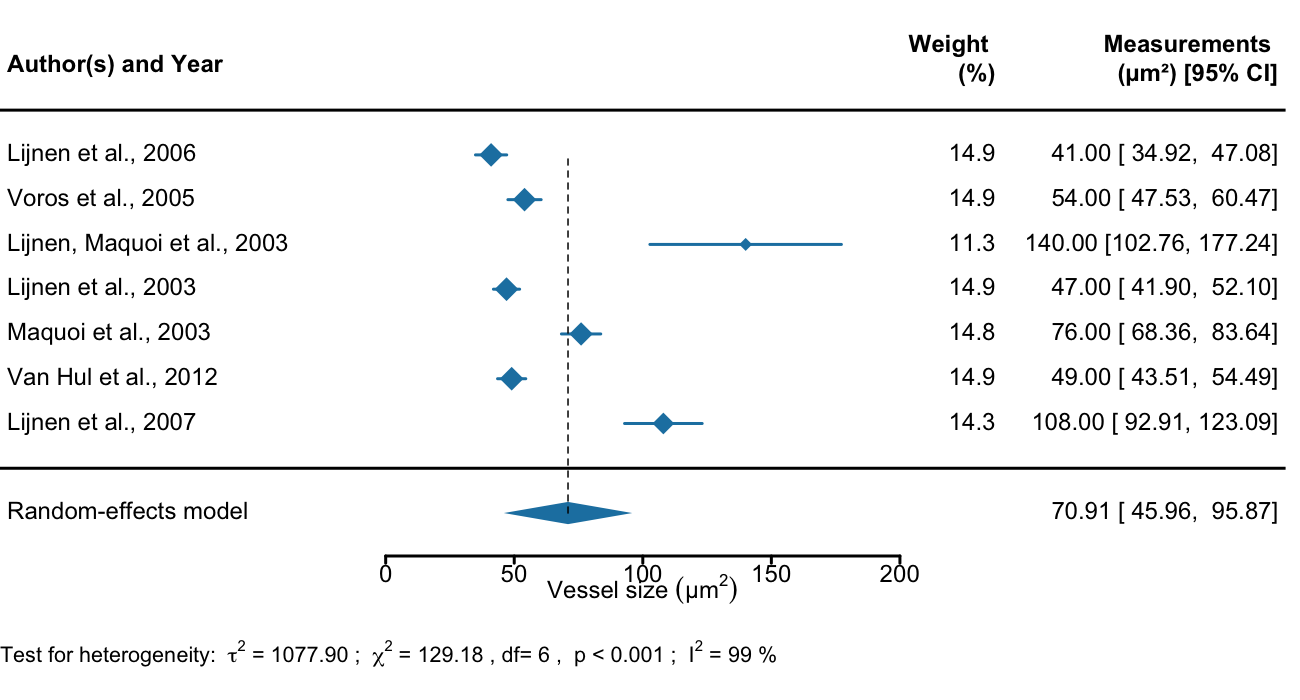 Author(s) and Year Weight (%) Measurements (µm²) [95% CI]
Lijnen et al., 2006 14.9 41.00 [ 34.92, 47.08]
Voros et al., 2005 14.9 54.00 [ 47.53, 60.47]
Lijnen, Maquoi et al., 2003 11.3 140.00 [102.76, 177.24]
Lijnen et al., 2003 14.9 47.00 [ 41.90, 52.10]
Maquoi et al., 2003 14.8 76.00 [ 68.36, 83.64]
Van Hul et al., 2012 14.9 49.00 [ 43.51, 54.49]
Lijnen et al., 2007 14.3 108.00 [ 92.91, 123.09]
Random-effects model 70.91 [ 45.96, 95.87]
0 50 100 150 200
Vessel size (µm²)
Test for heterogeneity: τ² = 1077.90 ; χ² = 129.18 , df= 6 , p < 0.001 ; I² = 99 %